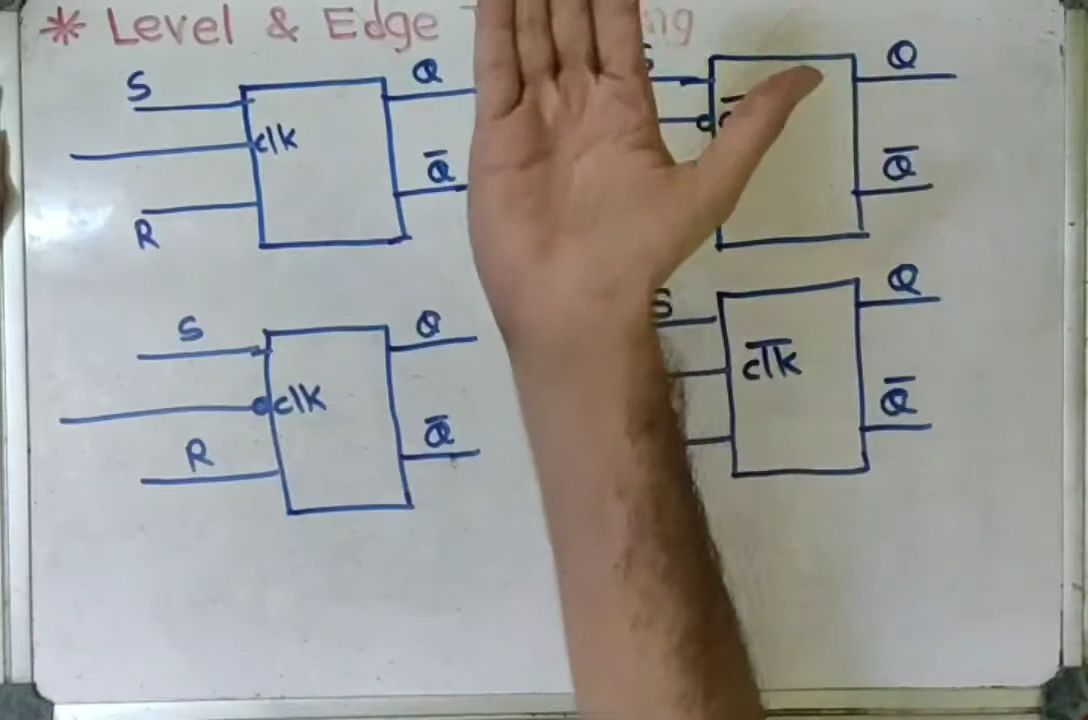 * Level & Edge
S Q S Q
clk
Q̅ Q̅
R
S Q S Q
c̅l̅k̅
clk
R Q̅ Q̅